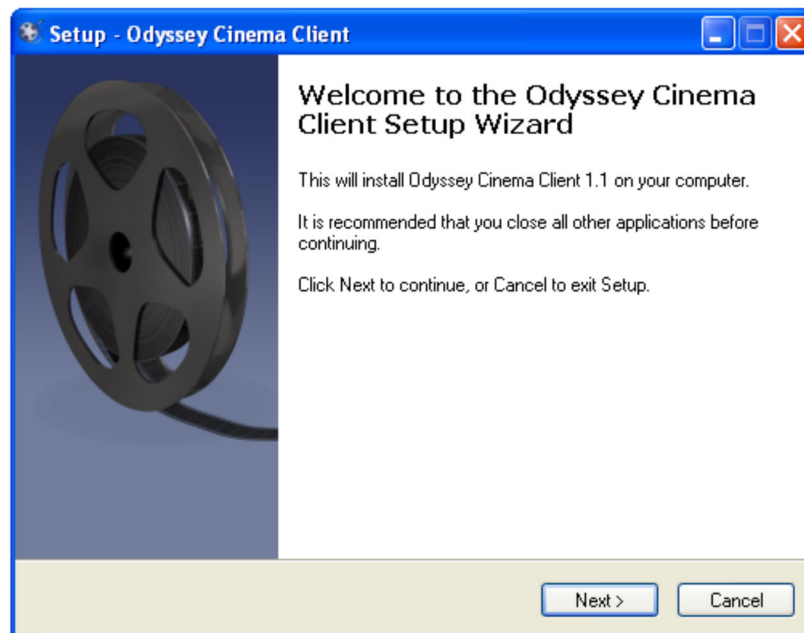 Setup - Odyssey Cinema Client
Welcome to the Odyssey Cinema
Client Setup Wizard
This will install Odyssey Cinema Client 1.1 on your computer.
It is recommended that you close all other applications before
continuing.
Click Next to continue, or Cancel to exit Setup.
Next >
Cancel